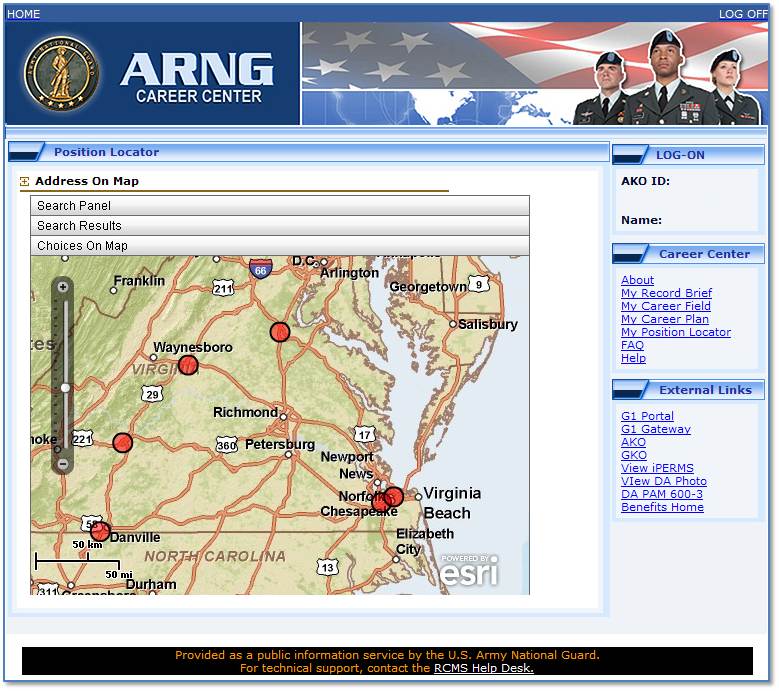 HOME
LOG OFF
ARMY NATIONAL GUARD
ARNG
CAREER CENTER
Position Locator
Address On Map
Search Panel
Search Results
Choices On Map
D.C.
66
Arlington
Franklin
211
Georgetown
9
Salisbury
Waynesboro
VIRGINI
29
Richmond
17
221
360
Petersburg
Newport
News
Norfolk
Virginia
Beach
Chesapeake
58
Danville
Elizabeth
City
50 km
NORTH CAROLINA
13
50 mi
Durham
311
Greensboro
POWERED BY
esri
LOG-ON
AKO ID:
Name:
Career Center
About
My Record Brief
My Career Field
My Career Plan
My Position Locator
FAQ
Help
External Links
G1 Portal
G1 Gateway
AKO
GKO
View iPERMS
VIew DA Photo
DA PAM 600-3
Benefits Home
Provided as a public information service by the U.S. Army National Guard.
For technical support, contact the RCMS Help Desk.